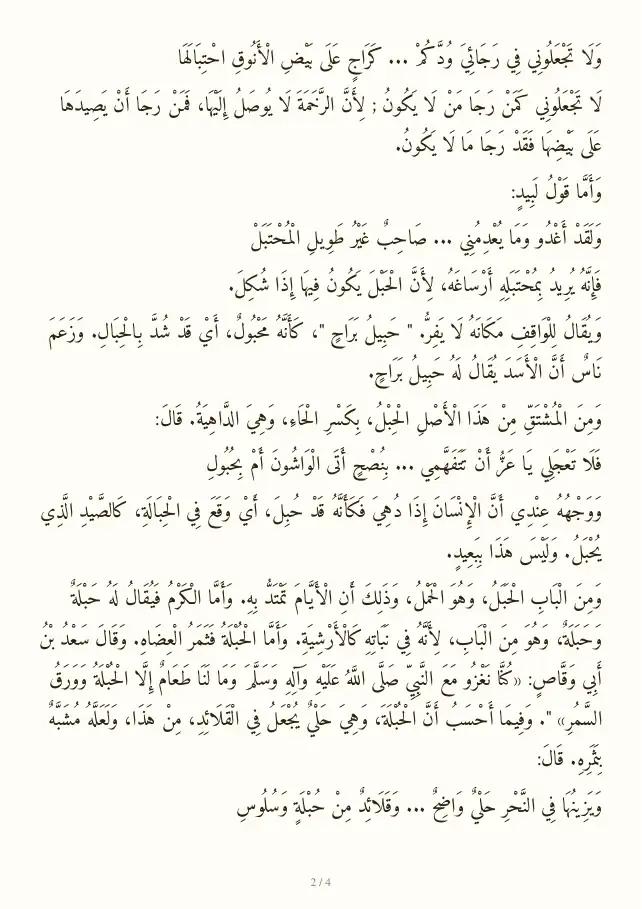 وَلَا تَجْعَلُونِي فِي رَجَائِيَ وُدَّكُمْ ... كَرَاجٍ عَلَى بَيْضِ الْأَنُوقِ احْتِبَالَهَا
لَا تَجْعَلُونِي كَمَنْ رَجَا مَنْ لَا يَكُونُ ; لِأَنَّ الرَّخَمَةَ لَا يُوصَلُ إِلَيْهَا، فَمَنْ رَجَا أَنْ يَصِيدَهَا
عَلَى بَيْضِهَا فَقَدْ رَجَا مَا لَا يَكُونُ.
وَأَمَّا قَوْلُ لَبِيدٍ:
وَلَقَدْ أَغْدُو وَمَا يُعْدِمُنِي ... صَاحِبٌ غَيْرُ طَوِيلِ الْمُحْتَبَلْ
فَإِنَّهُ يُرِيدُ بِمُحْتَبَلِهِ أَرْسَاغَهُ، لِأَنَّ الْحَبْلَ يَكُونُ فِيهَا إِذَا شُكِلَ.
وَيُقَالُ لِلْوَاقِفِ مَكَانَهُ لَا يَفِرُّ. " حَبِيلُ بَرَاحٍ "، كَأَنَّهُ مَحْبُولٌ، أَيْ قَدْ شُدَّ بِالْحِبَالِ. وَزَعَمَ
نَاسٌ أَنَّ الْأَسَدَ يُقَالُ لَهُ حَبِيلُ بَرَاحٍ.
وَمِنَ الْمُشْتَقِّ مِنْ هَذَا الْأَصْلِ الْحِبْلُ، بِكَسْرِ الْحَاءِ، وَهِيَ الدَّاهِيَةُ. قَالَ:
فَلَا تَعْجَلِي يَا عَزُّ أَنْ تَتَفَهَّمِي ... بِنُصْحٍ أَتَى الْوَاشُونَ أَمْ بِحُبُولِ
وَوَجْهُهُ عِنْدِي أَنَّ الْإِنْسَانَ إِذَا دُهِيَ فَكَأَنَّهُ قَدْ حُبِلَ، أَيْ وَقَعَ فِي الْحِبَالَةِ، كَالصَّيْدِ الَّذِي
يُحْبَلُ. وَلَيْسَ هَذَا بِبَعِيدٍ.
وَمِنَ الْبَابِ الْحَبَلُ، وَهُوَ الْحَمْلُ، وَذَلِكَ أَنِ الْأَيَّامَ تَمْتَدُّ بِهِ. وَأَمَّا الْكَرْمُ فَيُقَالُ لَهُ حَبْلَةٌ
وَحَبَلَةٌ، وَهُوَ مِنَ الْبَابِ، لِأَنَّهُ فِي نَبَاتِهِ كَالْأَرْشِيَةِ. وَأَمَّا الْحُبْلَةُ فَثَمَرُ الْعِضَاهِ. وَقَالَ سَعْدُ بْنُ
أَبِي وَقَّاصٍ: «كُنَّا نَغْزُو مَعَ النَّبِيِّ صَلَّى اللَّهُ عَلَيْهِ وَآلِهِ وَسَلَّمَ وَمَا لَنَا طَعَامٌ إِلَّا الْحُبْلَةُ وَوَرَقُ
السَّمُرِ» ". وَفِيمَا أَحْسَبُ أَنَّ الْحُبْلَةَ، وَهِيَ حَلْيٌ يُجْعَلُ فِي الْقَلَائِدِ، مِنْ هَذَا، وَلَعَلَّهُ مُشَبَّهٌ
بِثَمَرِهِ. قَالَ:
وَيَزِينُهَا فِي النَّحْرِ حَلْيٌ وَاضِحٌ ... وَقَلَائِدٌ مِنْ حُبْلَةٍ وَسُلُوسِ
2 / 4